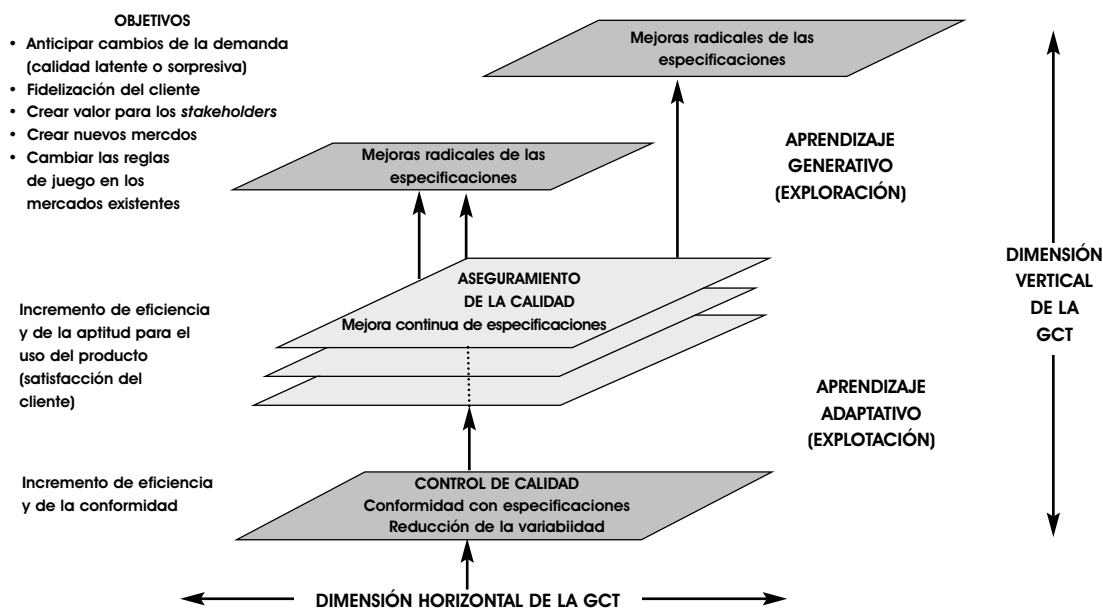 OBJETIVOS
• Anticipar cambios de la demanda
(calidad latente o sorpresiva)
• Fidelización del cliente
• Crear valor para los stakeholders
• Crear nuevos mercdos
• Cambiar las reglas
de juego en los
mercados existentes
Mejoras radicales de las
especificaciones
Mejoras radicales de las
especificaciones
APRENDIZAJE
GENERATIVO
(EXPLORACIÓN)
DIMENSIÓN
VERTICAL
DE LA
GCT
ASEGURAMIENTO
DE LA CALIDAD
Mejora continua de especificaciones
Incremento de eficiencia
y de la aptitud para el
uso del producto
(satisfacción del
cliente)
APRENDIZAJE
ADAPTATIVO
(EXPLOTACIÓN)
Incremento de eficiencia
y de la conformidad
CONTROL DE CALIDAD
Conformidad con especificaciones
Reducción de la variabiidad
DIMENSIÓN HORIZONTAL DE LA GCT